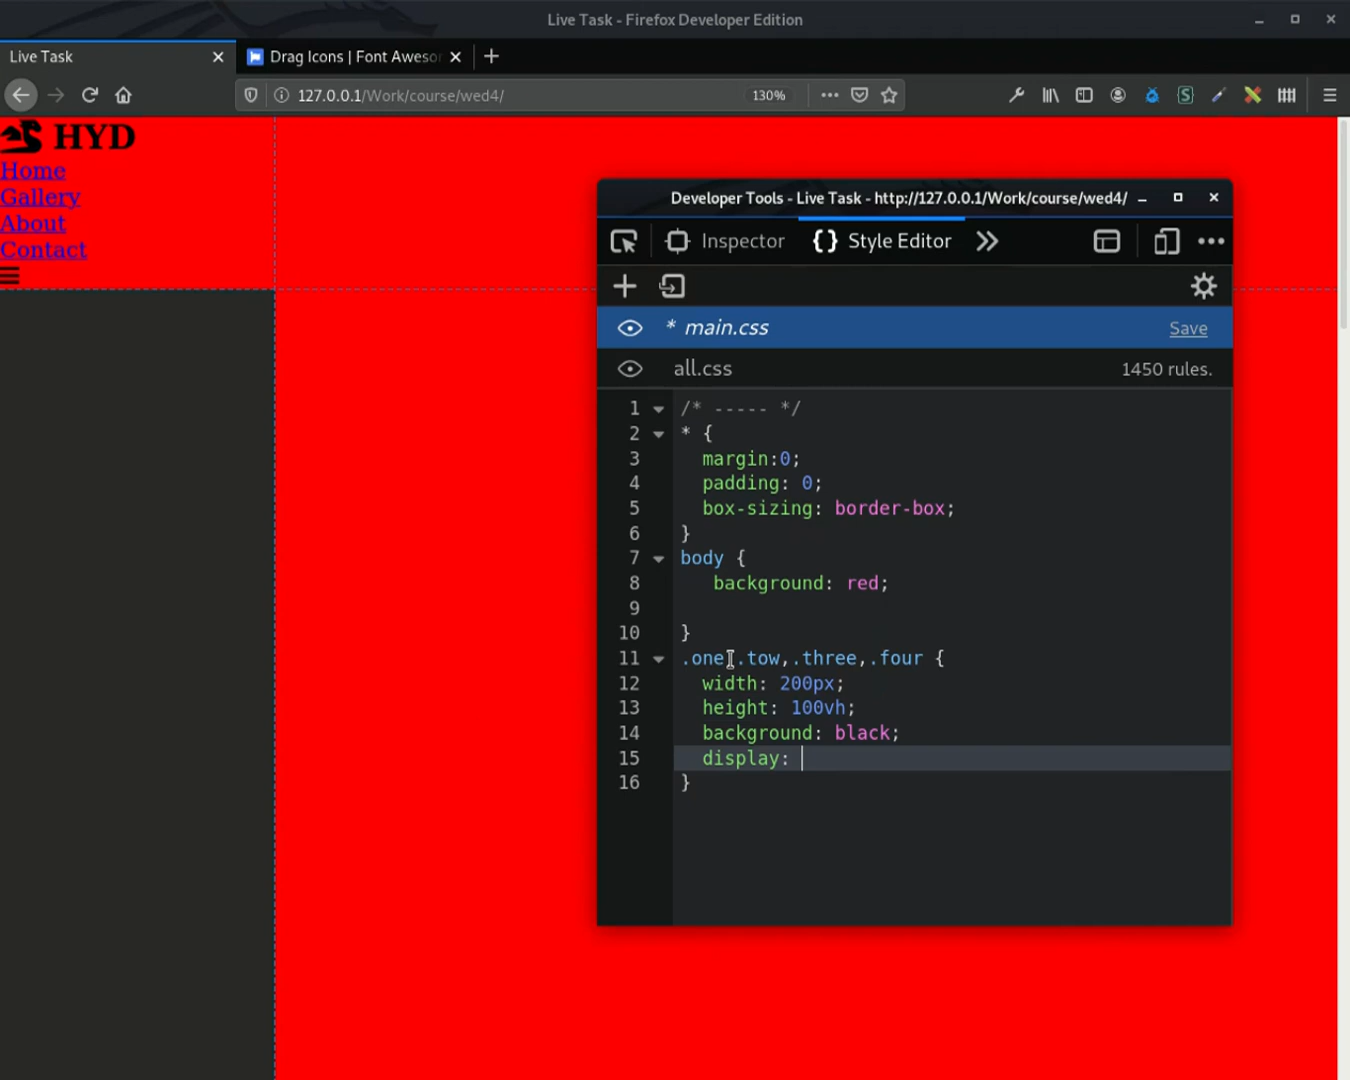 Live Task - Firefox Developer Edition
Live Task
Drag Icons | Font Aweso
127.0.0.1/Work/course/wed4/
130%
HYD
Home
Gallery
About
Contact
Developer Tools - Live Task - http://127.0.0.1/Work/course/wed4/
Inspector
{} Style Editor
* main.css
Save
all.css
1450 rules.
1 /* ----- */
2 * {
3 margin:0;
4 padding: 0;
5 box-sizing: border-box;
6 }
7 body {
8 background: red;
9
10 }
11 .one,.tow,.three,.four {
12 width: 200px;
13 height: 100vh;
14 background: black;
15 display:
16 }